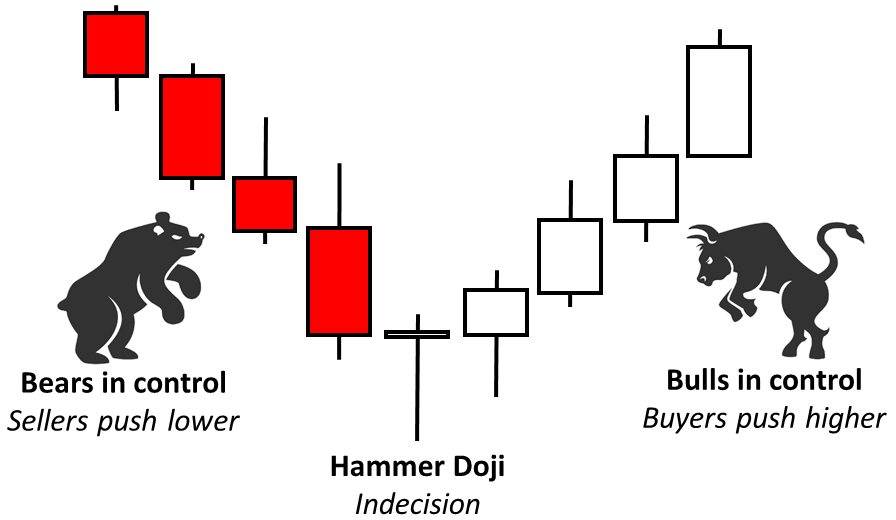 Bears in control
Sellers push lower
Hammer Doji
Indecision
Bulls in control
Buyers push higher